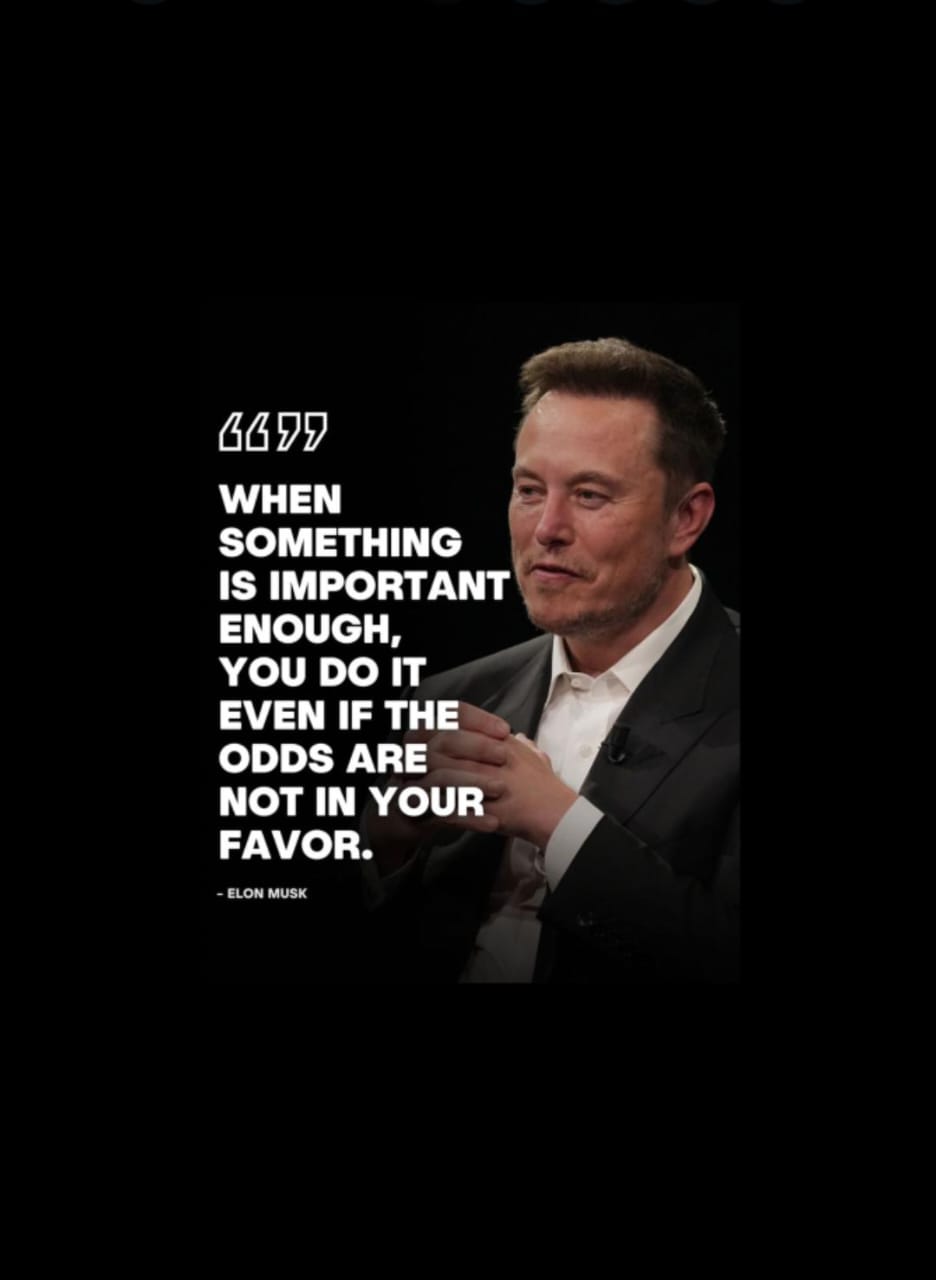 ““””
WHEN
SOMETHING
IS IMPORTANT
ENOUGH,
YOU DO IT
EVEN IF THE
ODDS ARE
NOT IN YOUR
FAVOR.
– ELON MUSK